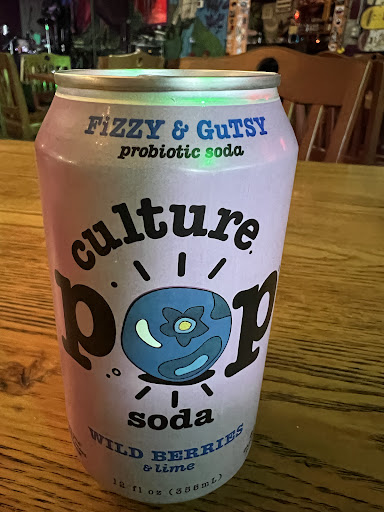 FiZZY & GuTSY
probiotic soda
culture
pop
soda
WILD BERRIES
& lime
12 fl oz (355mL)